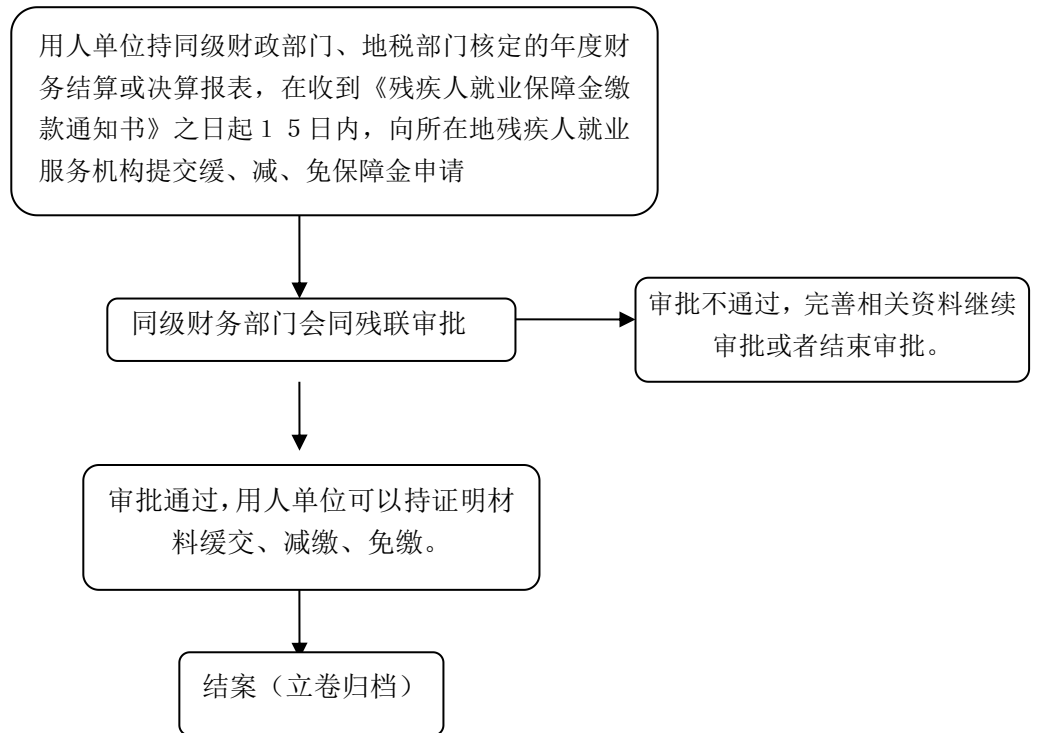 用人单位持同级财政部门、地税部门核定的年度财
务结算或决算报表，在收到《残疾人就业保障金缴
款通知书》之日起１５日内，向所在地残疾人就业
服务机构提交缓、减、免保障金申请
同级财务部门会同残联审批
审批不通过，完善相关资料继续
审批或者结束审批。
审批通过，用人单位可以持证明材
料缓交、减缴、免缴。
结案（立卷归档）